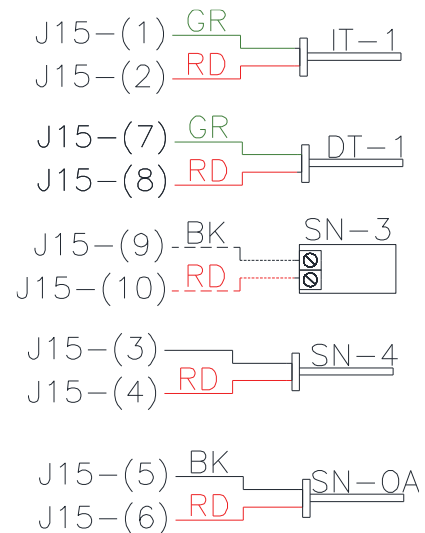 J15-(1) GR IT-1
J15-(2) RD
J15-(7) GR DT-1
J15-(8) RD
J15-(9) BK SN-3
J15-(10) RD
J15-(3) SN-4
J15-(4) RD
J15-(5) BK SN-OA
J15-(6) RD